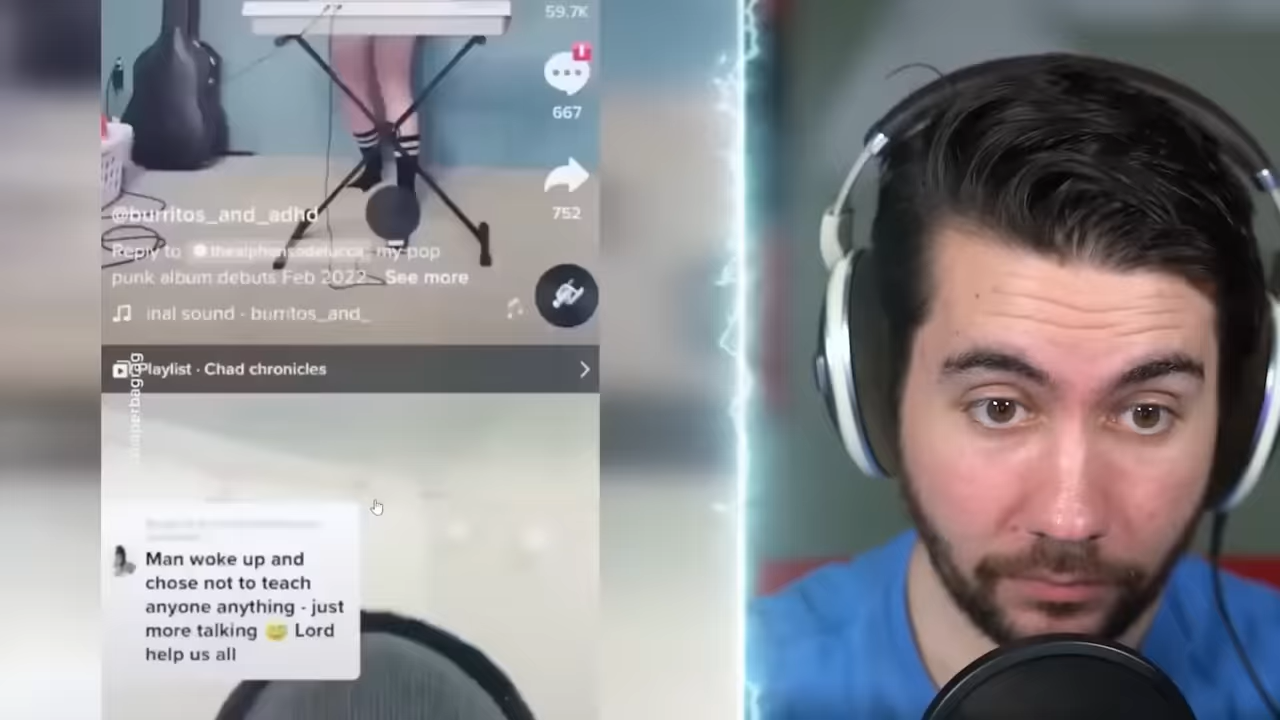 59.7K
667
752
@burritos_and_adhd
Reply to thealphonsodelucca my pop
punk album debuts Feb 2022 See more
inal sound - burritos_and_
Playlist · Chad chronicles
Man woke up and
chose not to teach
anyone anything - just
more talking 😅 Lord
help us all